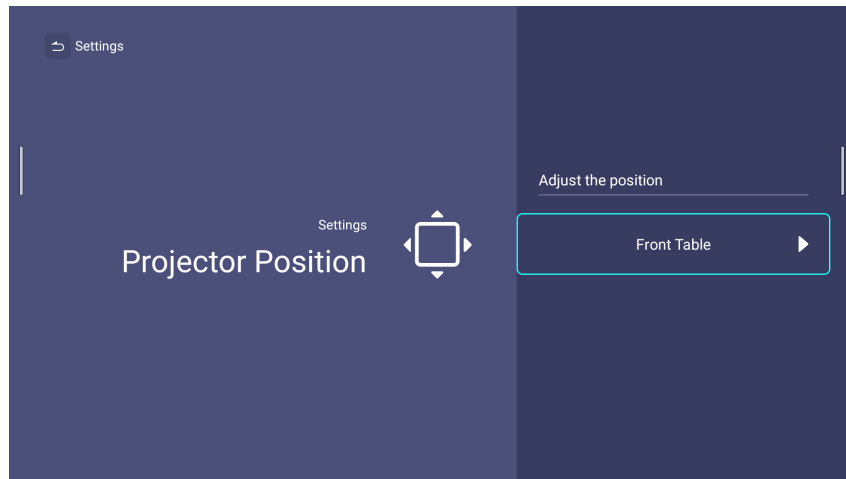 Settings
Adjust the position
Settings
Projector Position
Front Table